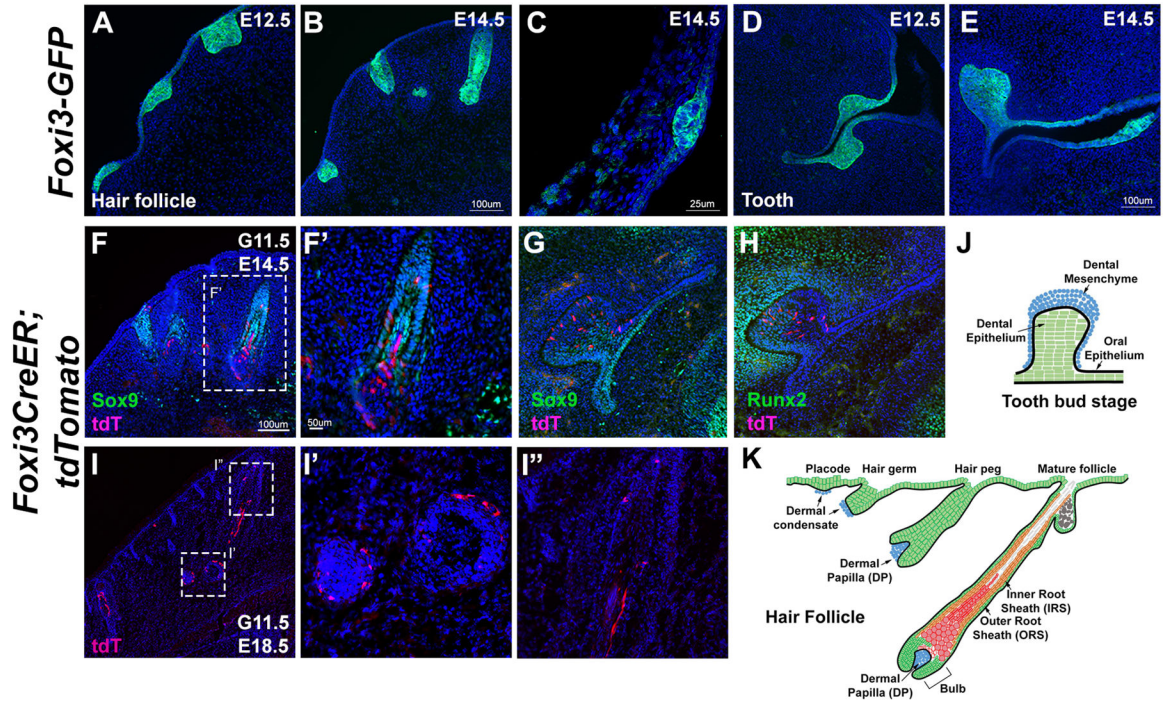 Foxi3-GFP
A
E12.5
Hair follicle
B
E14.5
100um
C
E14.5
25um
D
E12.5
Tooth
E
E14.5
100um
Foxi3CreER;
tdTomato
F
G11.5
E14.5
F'
Sox9
tdT
100um
F'
50um
G
Sox9
tdT
H
Runx2
tdT
J
Dental
Mesenchyme
Dental
Epithelium
Oral
Epithelium
Tooth bud stage
I
I"
I'
tdT
G11.5
E18.5
I'
I"
K
Placode
Hair germ
Hair peg
Mature follicle
Dermal
condensate
Dermal
Papilla (DP)
Inner Root
Sheath (IRS)
Outer Root
Sheath (ORS)
Hair Follicle
Dermal
Papilla (DP)
Bulb